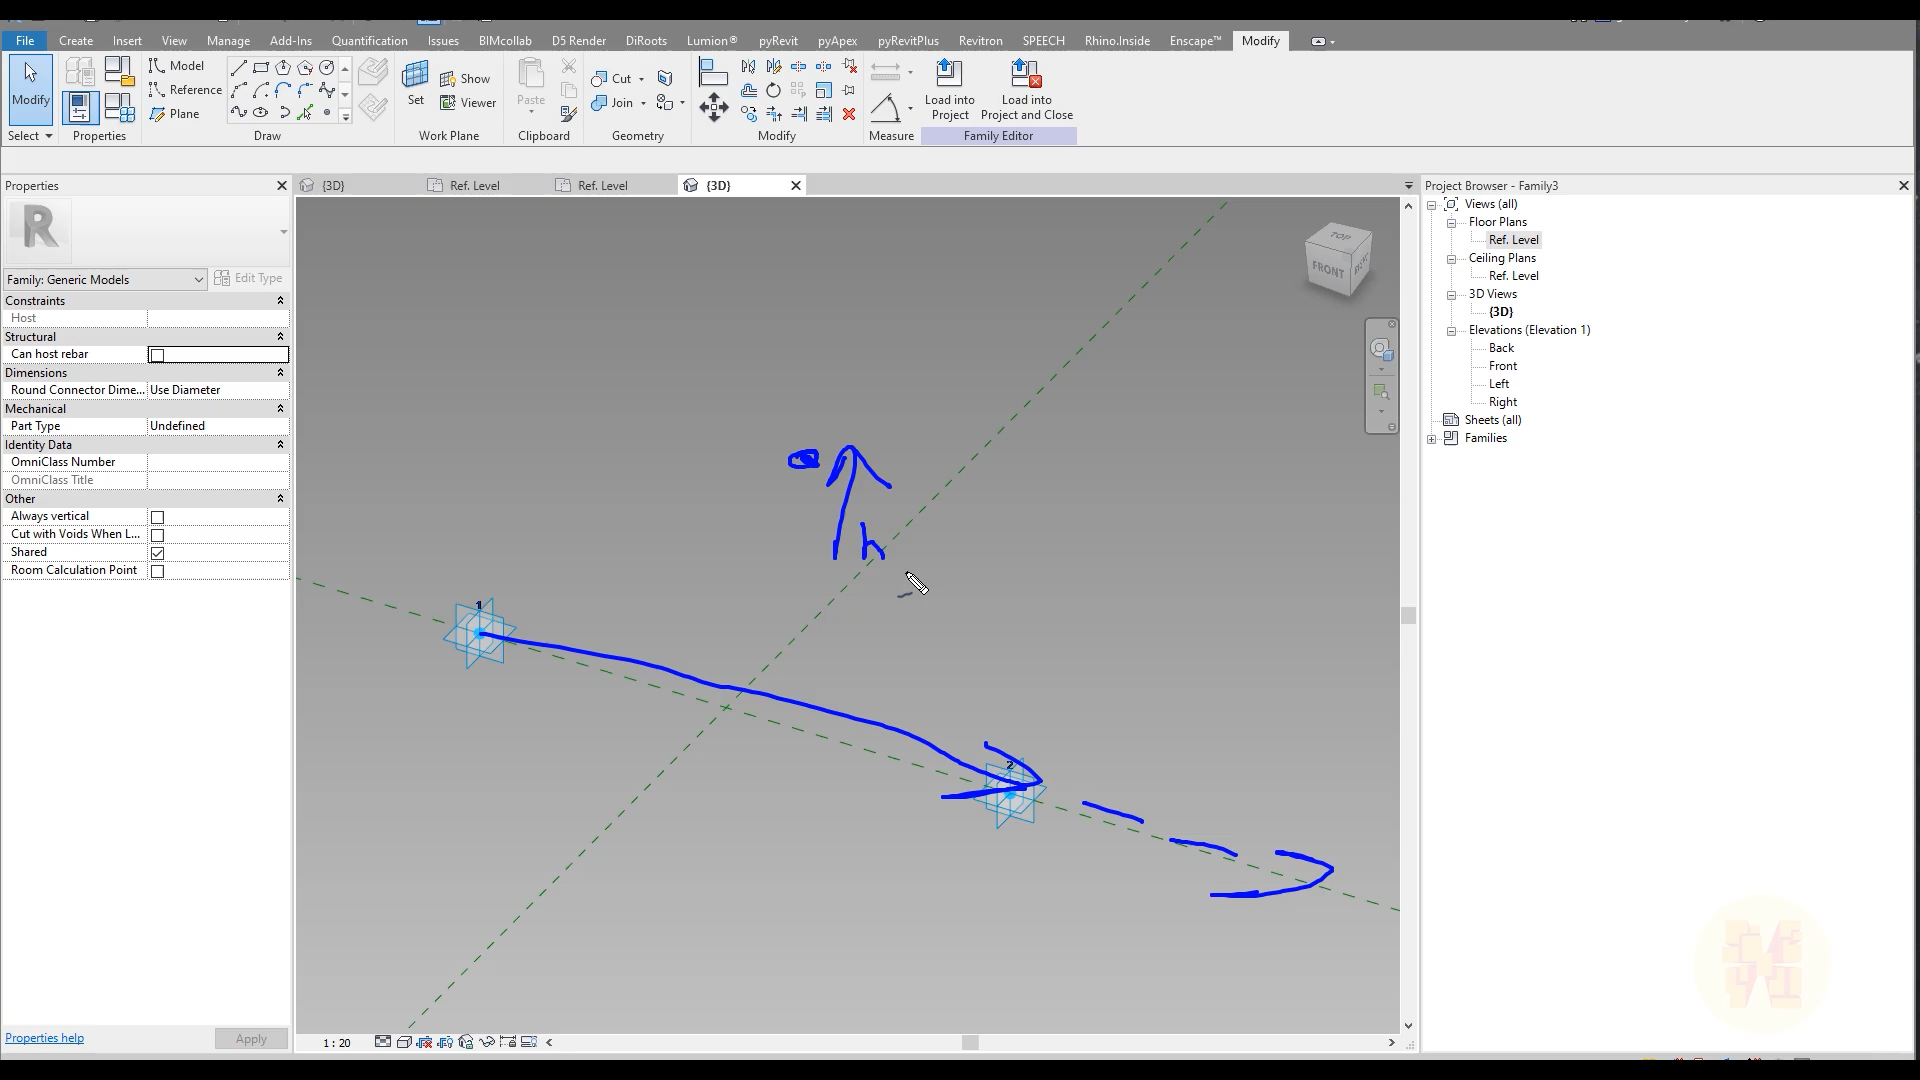 File Create Insert View Manage Add-Ins Quantification Issues BIMcollab D5 Render DiRoots Lumion® pyRevit pyApex pyRevitPlus Revitron SPEECH Rhino.Inside Enscape™ Modify
Modify
Select
Properties
Model
Reference
Plane
Draw
Set
Show
Viewer
Work Plane
Paste
Clipboard
Cut
Join
Geometry
Modify
Measure
Load into
Project
Load into
Project and Close
Family Editor
Properties
{3D}
Ref. Level
Ref. Level
{3D}
R
Family: Generic Models
Edit Type
Constraints
Host
Structural
Can host rebar
Dimensions
Round Connector Dime... Use Diameter
Mechanical
Part Type Undefined
Identity Data
OmniClass Number
OmniClass Title
Other
Always vertical
Cut with Voids When L...
Shared
Room Calculation Point
Properties help
Apply
TOP
FRONT
h
1
2
1 : 20
Project Browser - Family3
Views (all)
Floor Plans
Ref. Level
Ceiling Plans
Ref. Level
3D Views
{3D}
Elevations (Elevation 1)
Back
Front
Left
Right
Sheets (all)
Families